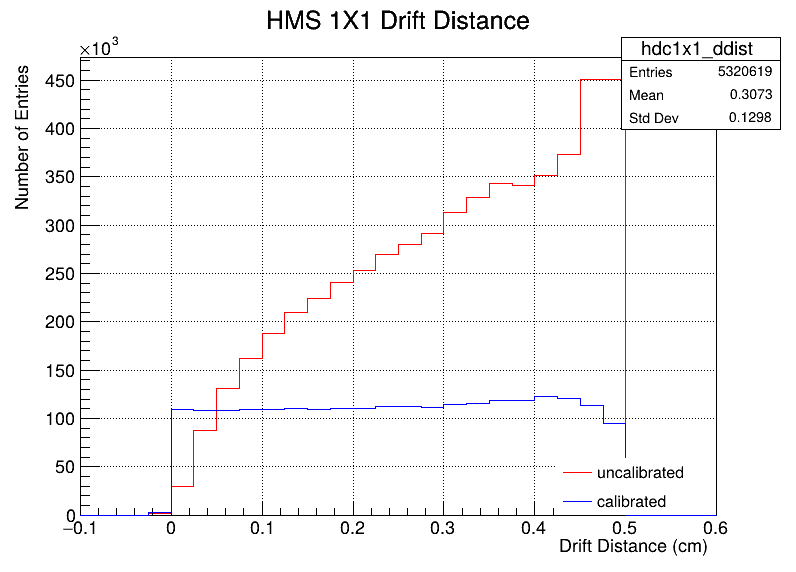 HMS 1X1 Drift Distance
×10³
hdc1x1_ddist
Entries 5320619
Mean 0.3073
Std Dev 0.1298
Number of Entries
450
400
350
300
250
200
150
100
50
0
−0.1 0 0.1 0.2 0.3 0.4 0.5 0.6
Drift Distance (cm)
uncalibrated
calibrated